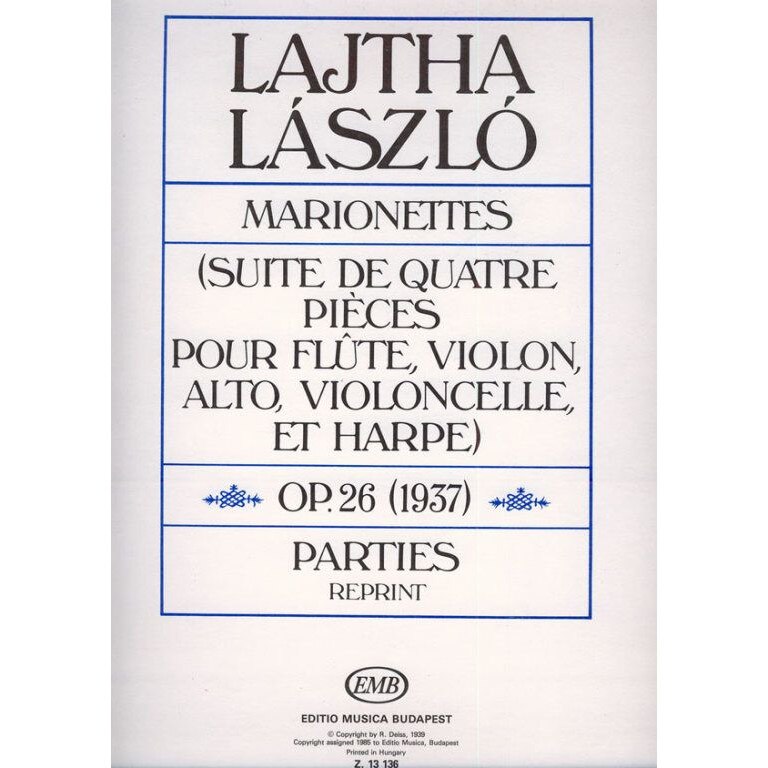 LAJTHA
LÁSZLÓ
MARIONETTES
(SUITE DE QUATRE
PIÈCES
POUR FLÛTE, VIOLON,
ALTO, VIOLONCELLE,
ET HARPE)
OP. 26 (1937)
PARTIES
REPRINT
EMB
EDITIO MUSICA BUDAPEST
© Copyright by R. Deiss, 1939
Copyright assigned 1985 to Editio Musica, Budapest
Printed in Hungary
Z. 13 136